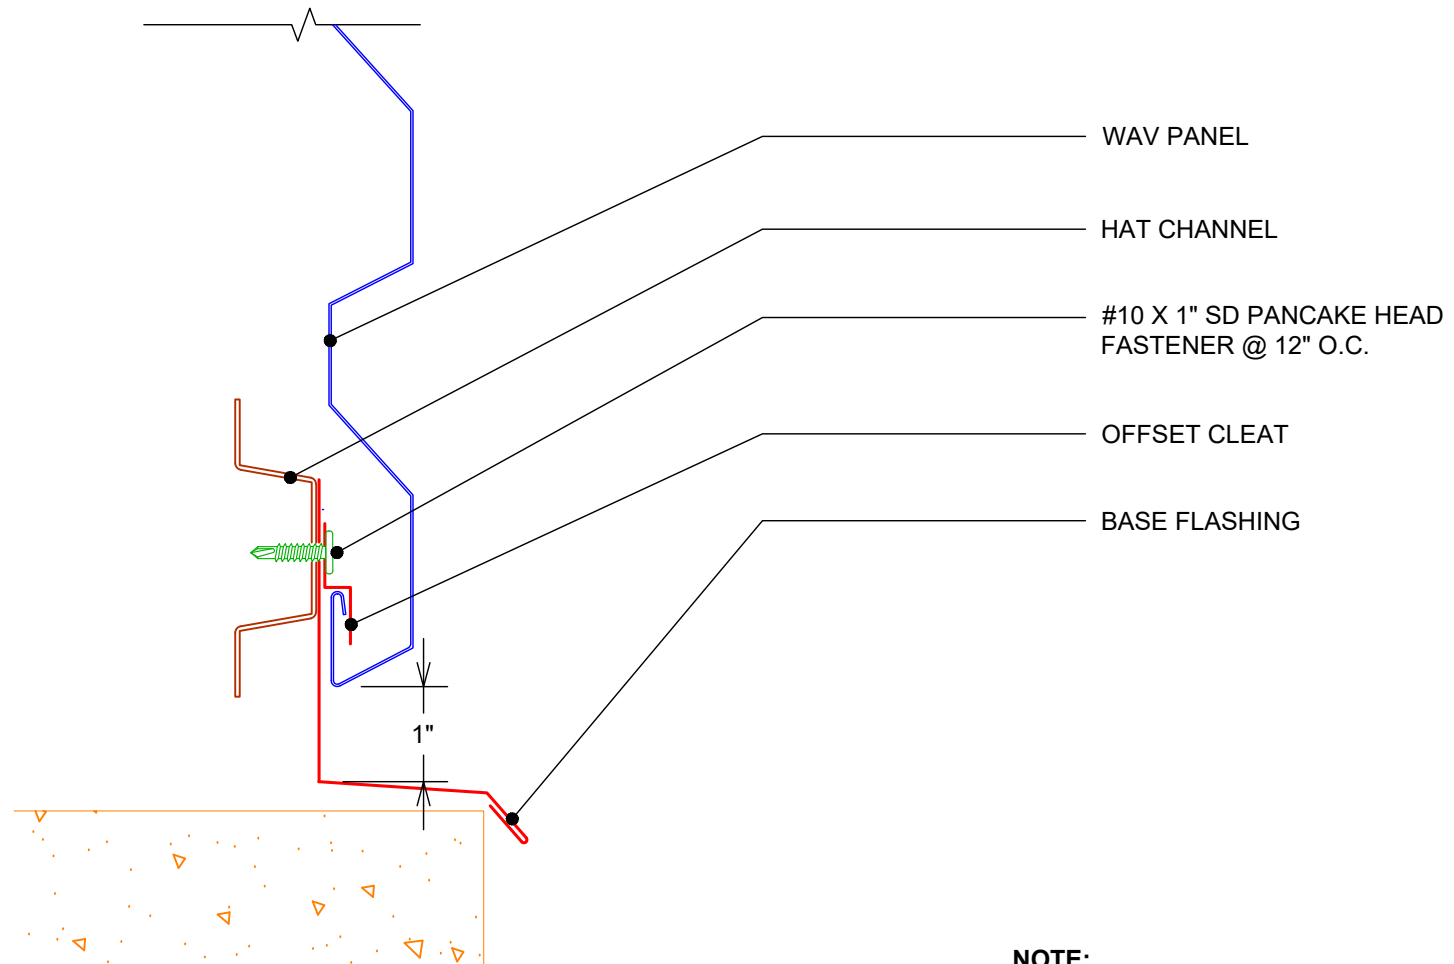 WAV PANEL
HAT CHANNEL
#10 X 1" SD PANCAKE HEAD
FASTENER @ 12" O.C.
OFFSET CLEAT
BASE FLASHING
1"
NOTE: